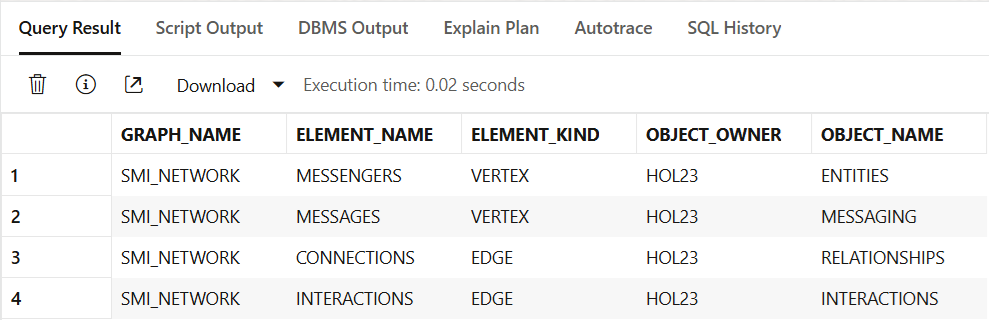 Query Result Script Output DBMS Output Explain Plan Autotrace SQL History
Download Execution time: 0.02 seconds
GRAPH_NAME ELEMENT_NAME ELEMENT_KIND OBJECT_OWNER OBJECT_NAME
1 SMI_NETWORK MESSENGERS VERTEX HOL23 ENTITIES
2 SMI_NETWORK MESSAGES VERTEX HOL23 MESSAGING
3 SMI_NETWORK CONNECTIONS EDGE HOL23 RELATIONSHIPS
4 SMI_NETWORK INTERACTIONS EDGE HOL23 INTERACTIONS